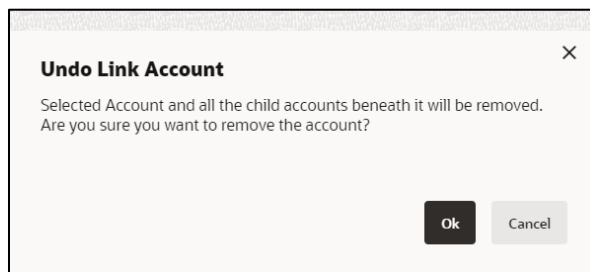 Undo Link Account
Selected Account and all the child accounts beneath it will be removed.
Are you sure you want to remove the account?
Ok Cancel